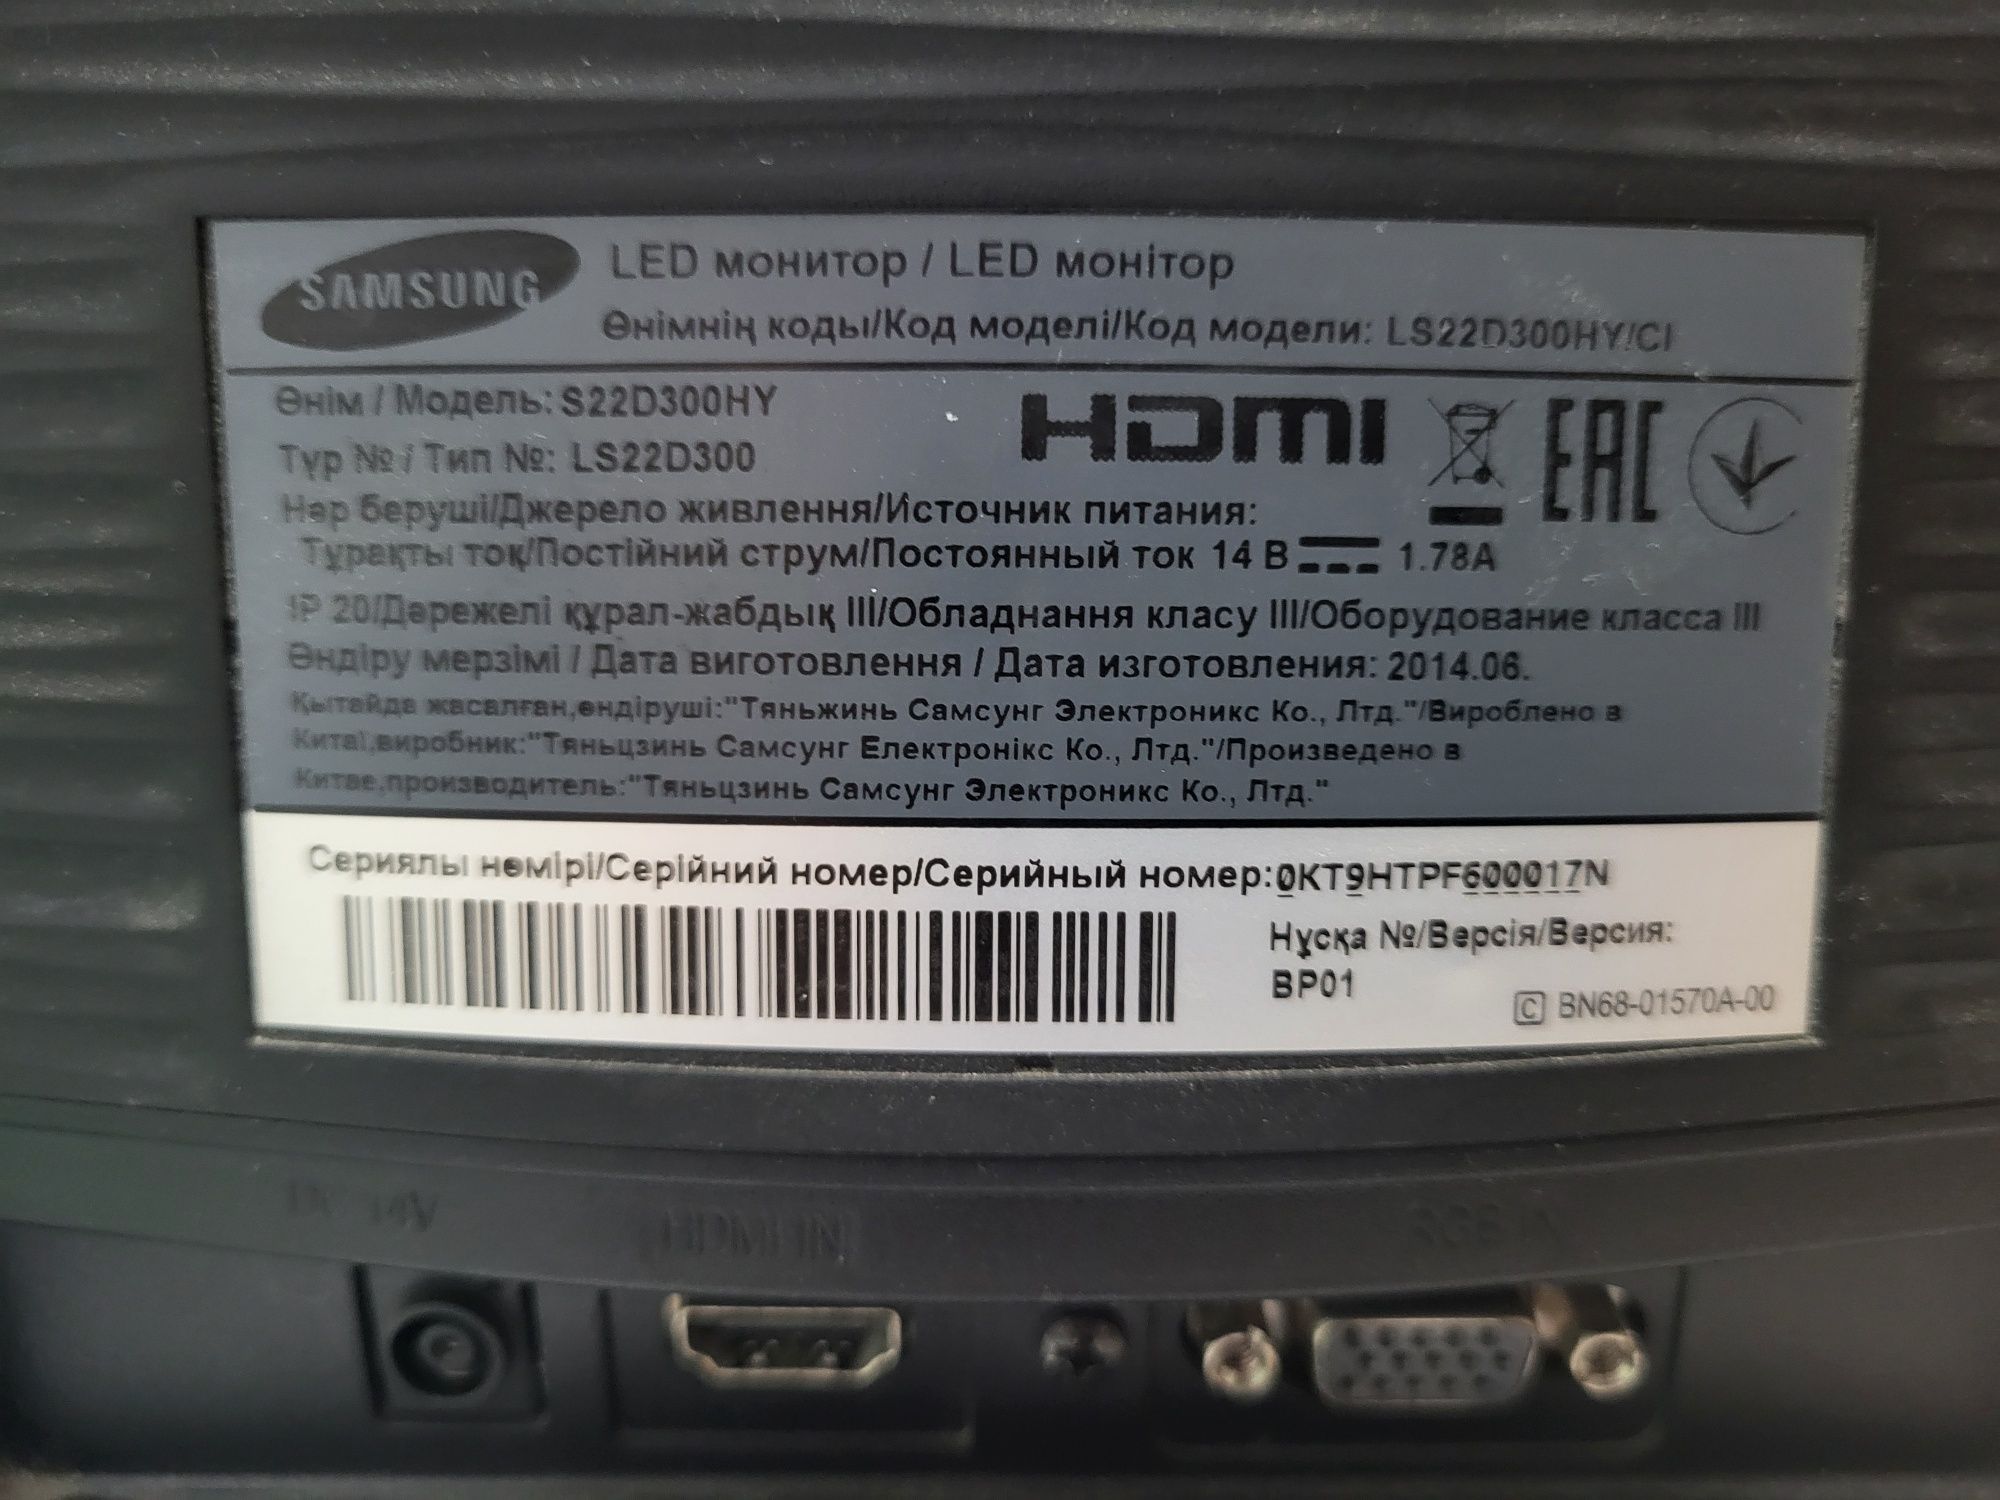 SAMSUNG
LED монитор / LED монітор
Өнімнің коды/Код моделі/Код модели: LS22D300HY/CI
Өнім / Модель: S22D300HY
Түр № / Тип №: LS22D300
HDMI
EAC
Нәр беруші/Джерело живлення/Источник питания:
Тұрақты тоқ/Постійний струм/Постоянный ток 14 В 1.78А
IP 20/Дәрежелі құрал-жабдық III/Обладнання класу III/Оборудование класса III
Өндіру мерзімі / Дата виготовлення / Дата изготовления: 2014.06.
Қытайда жасалған,өндіруші:"Тяньжинь Самсунг Электроникс Ко., Лтд."/Вироблено в
Китаї,виробник:"Тяньцзинь Самсунг Електронікс Ко., Лтд."/Произведено в
Китае,производитель:"Тяньцзинь Самсунг Электроникс Ко., Лтд."
Сериялы нөмірі/Серійний номер/Серийный номер:0KT9HTPF600017N
Нұсқа №/Версія/Версия:
BP01
C BN68-01570A-00
DC 14V
HDMI IN
RGB IN